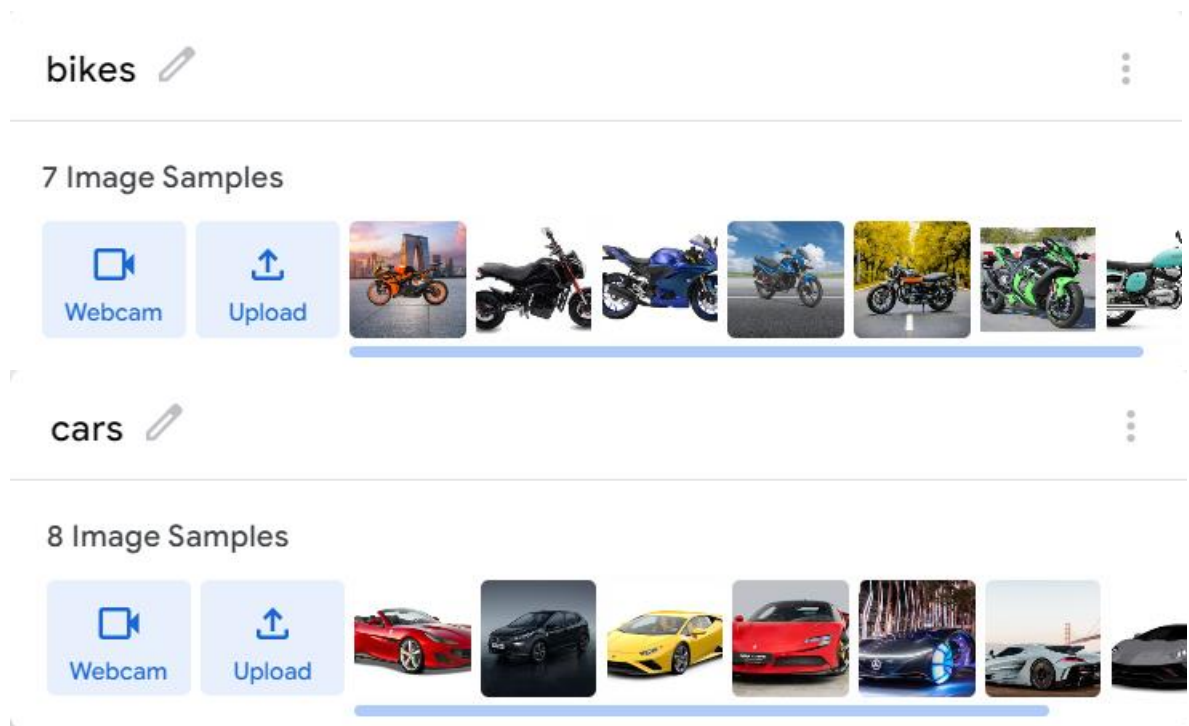 bikes
7 Image Samples
Webcam
Upload
cars
8 Image Samples
Webcam
Upload